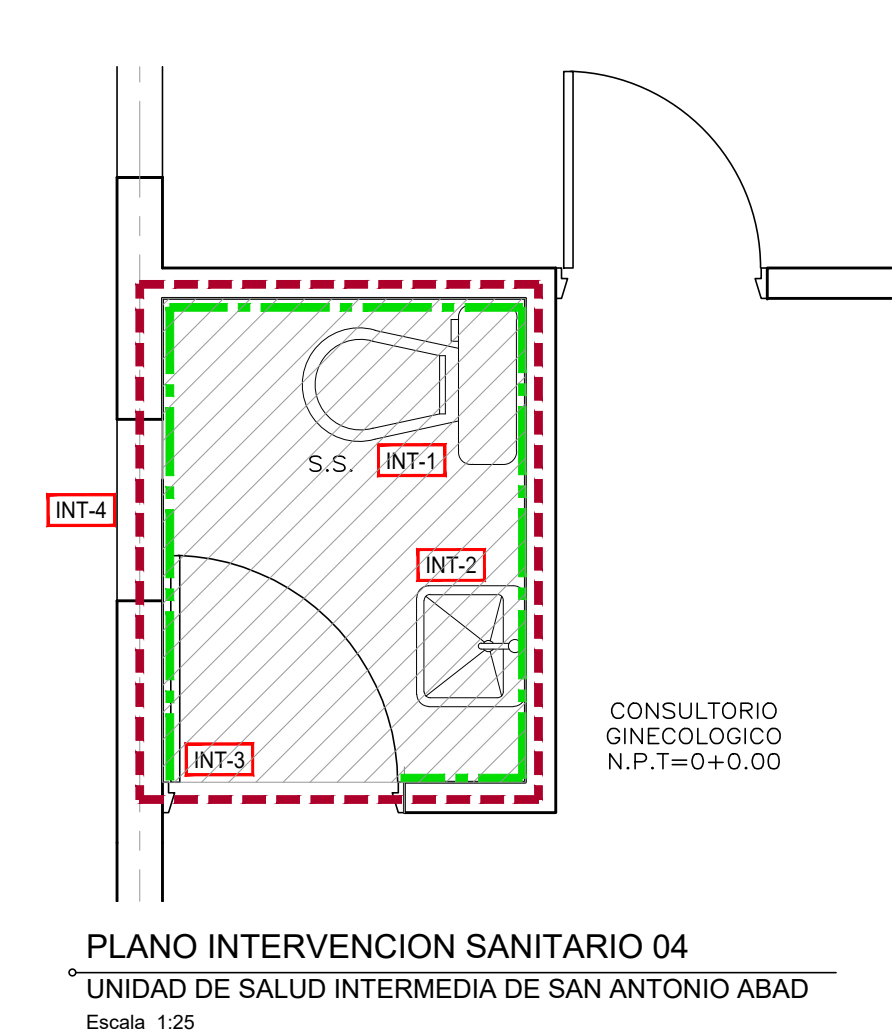 INT-4
S.S.
INT-1
INT-2
INT-3
CONSULTORIO
GINECOLOGICO
N.P.T=0+0.00
PLANO INTERVENCION SANITARIO 04
UNIDAD DE SALUD INTERMEDIA DE SAN ANTONIO ABAD
Escala 1:25